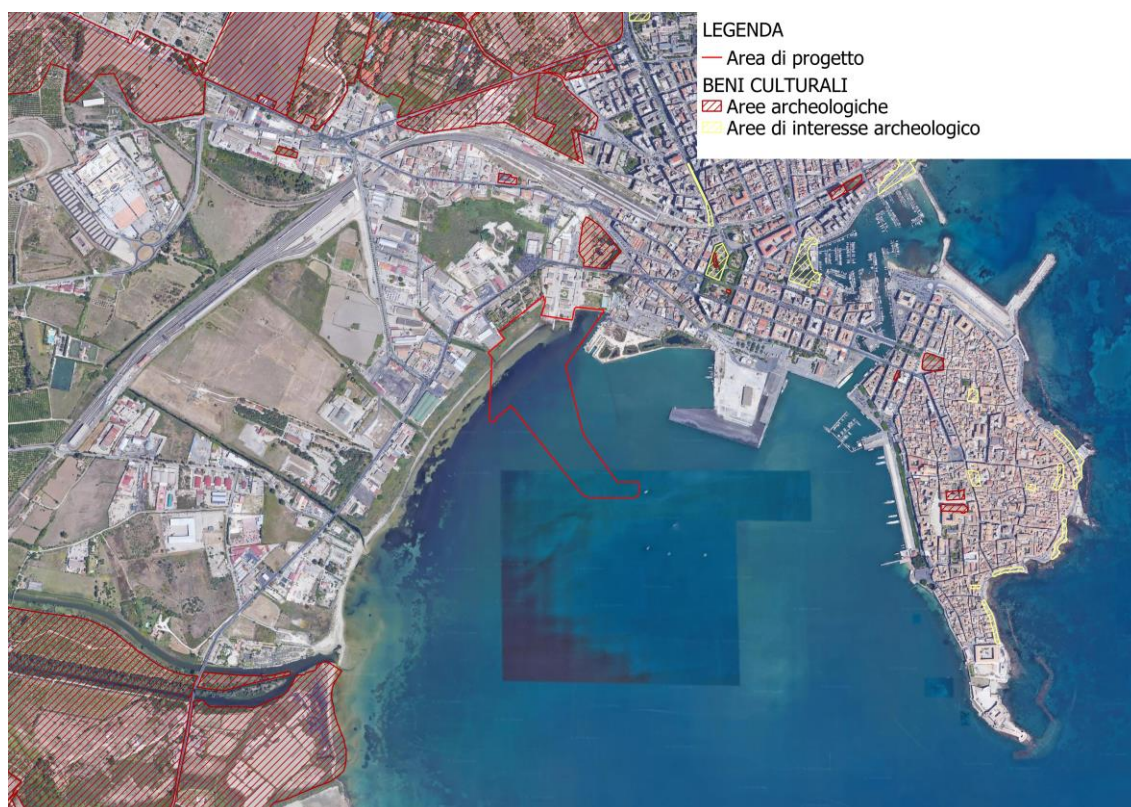 LEGENDA
Area di progetto
BENI CULTURALI
Aree archeologiche
Aree di interesse archeologico